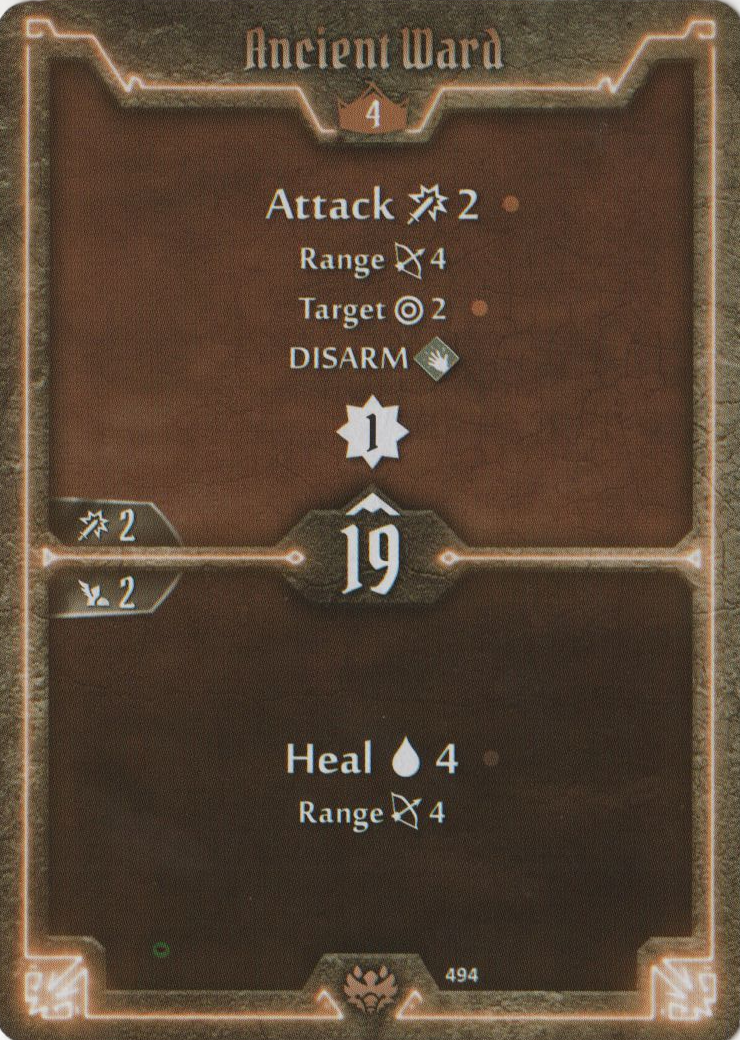 Ancient Ward
4
Attack 2
Range 4
Target 2
DISARM
1
2
19
2
Heal 4
Range 4
494